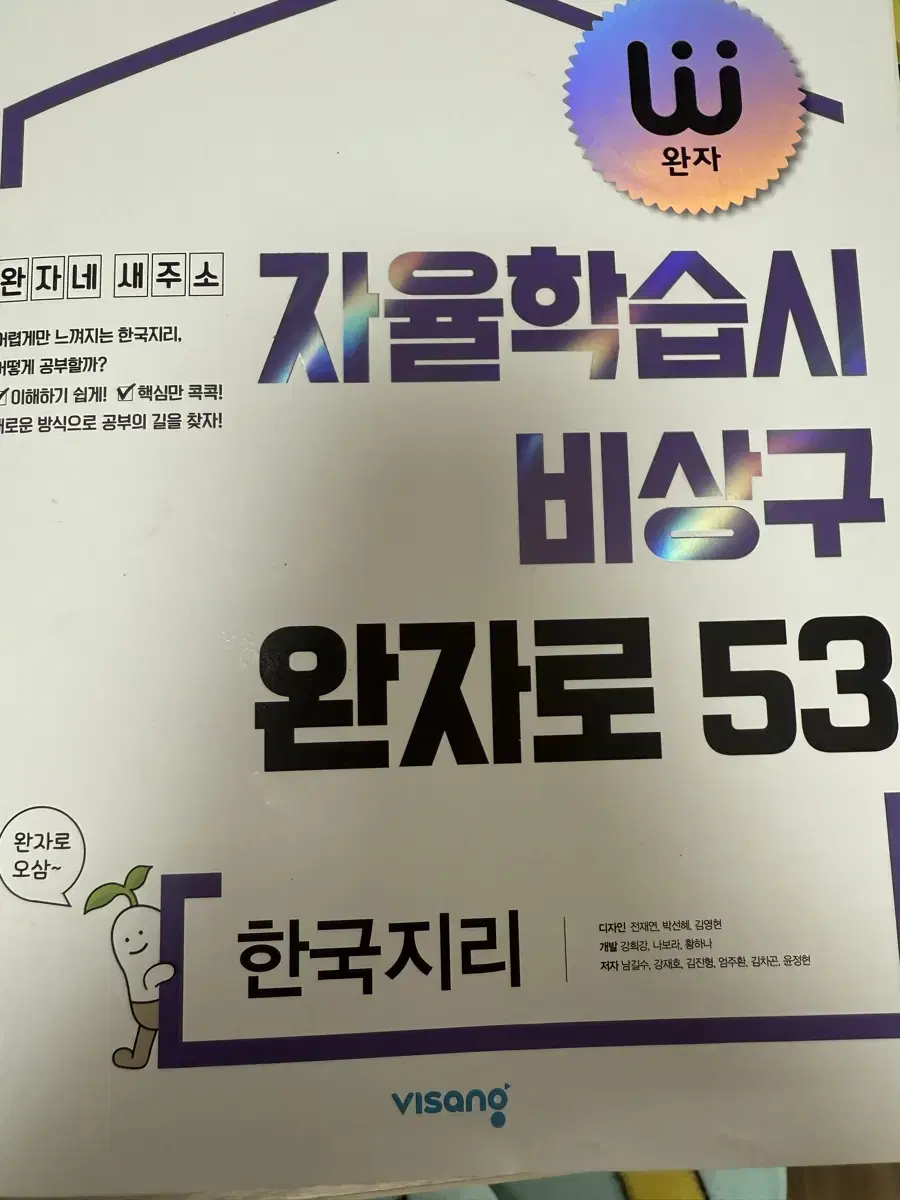 완자
완자네 새주소
어렵게만 느껴지는 한국지리,
어떻게 공부할까?
이해하기 쉽게! 핵심만 콕콕!
새로운 방식으로 공부의 길을 찾자!
자율학습시
비상구
완자로 53
완자로
오삼~
한국지리
디자인 전재연, 박선혜, 김영현
개발 강희강, 나보라, 황하나
저자 남길수, 강재호, 김진형, 엄주환, 김차곤, 윤정현
visang